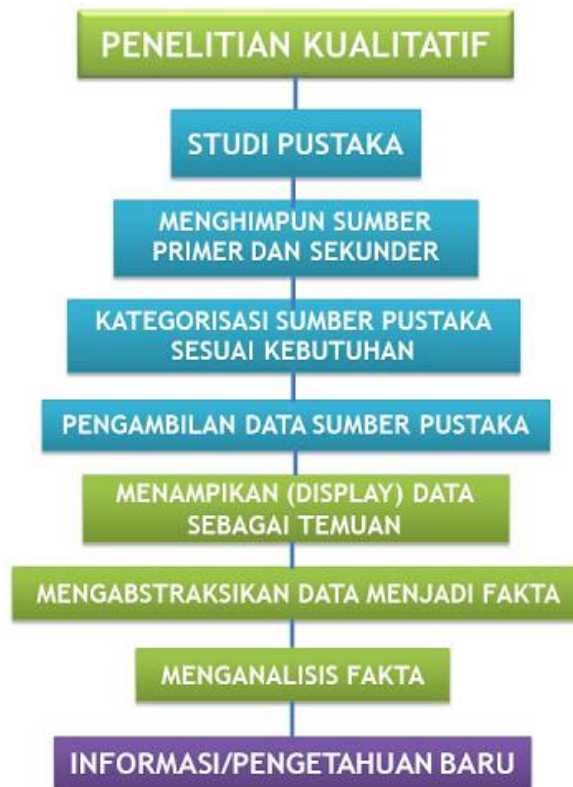 PENELITIAN KUALITATIF
STUDI PUSTAKA
MENGHIMPUN SUMBER
PRIMER DAN SEKUNDER
KATEGORISASI SUMBER PUSTAKA
SESUAI KEBUTUHAN
PENGAMBILAN DATA SUMBER PUSTAKA
MENAMPIKAN (DISPLAY) DATA
SEBAGAI TEMUAN
MENGABSTRAKSIKAN DATA MENJADI FAKTA
MENGANALISIS FAKTA
INFORMASI/PENGETAHUAN BARU